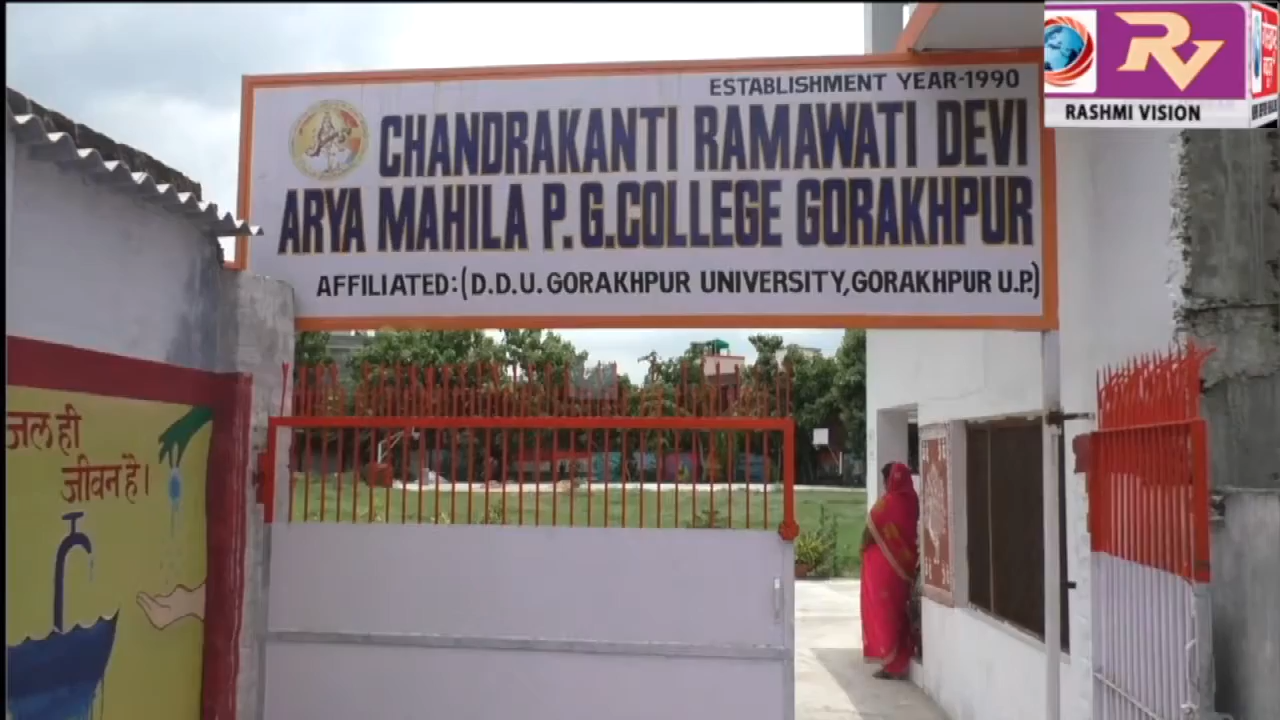 ESTABLISHMENT YEAR-1990
CHANDRAKANTI RAMAWATI DEVI
ARYA MAHILA P.G.COLLEGE GORAKHPUR
AFFILIATED:(D.D.U.GORAKHPUR UNIVERSITY,GORAKHPUR U.P.)
RV
RASHMI VISION
जल ही
जीवन है।